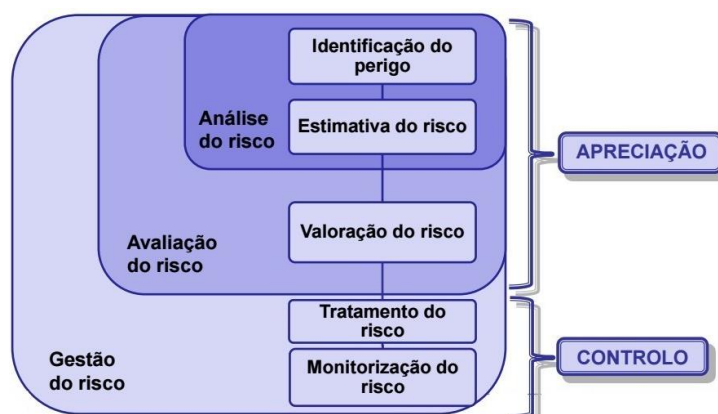 Identificação do
perigo
Análise
do risco
Estimativa do risco
APRECIAÇÃO
Valoração do risco
Avaliação
do risco
Tratamento do
risco
Gestão
do risco
Monitorização do
risco
CONTROLO